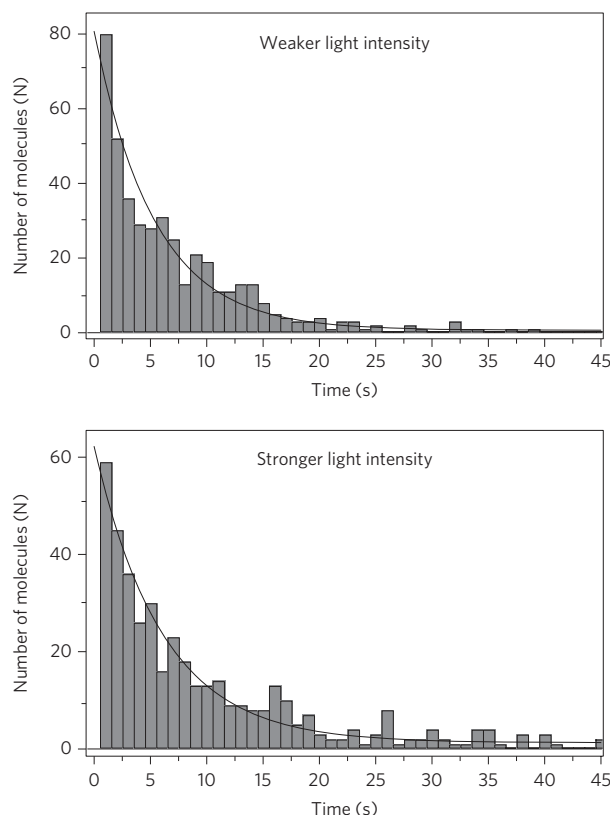 Weaker light intensity
Number of molecules (N)
80
60
40
20
0
0 5 10 15 20 25 30 35 40 45
Time (s)
Stronger light intensity
Number of molecules (N)
60
40
20
0
0 5 10 15 20 25 30 35 40 45
Time (s)